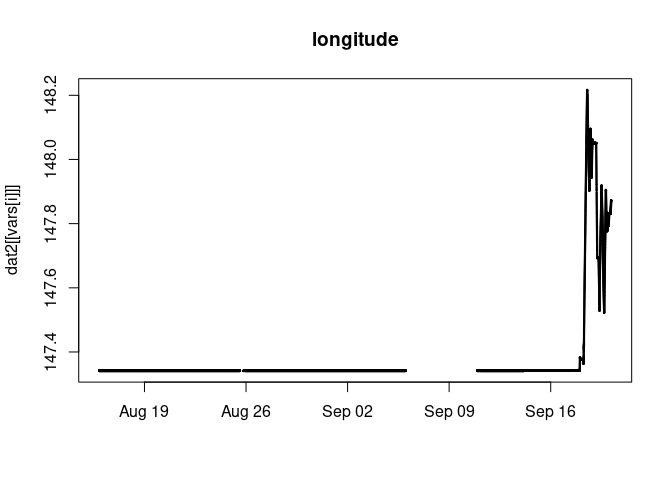 longitude
dat2[[vars[i]]]
148.2
148.0
147.8
147.6
147.4
Aug 19
Aug 26
Sep 02
Sep 09
Sep 16